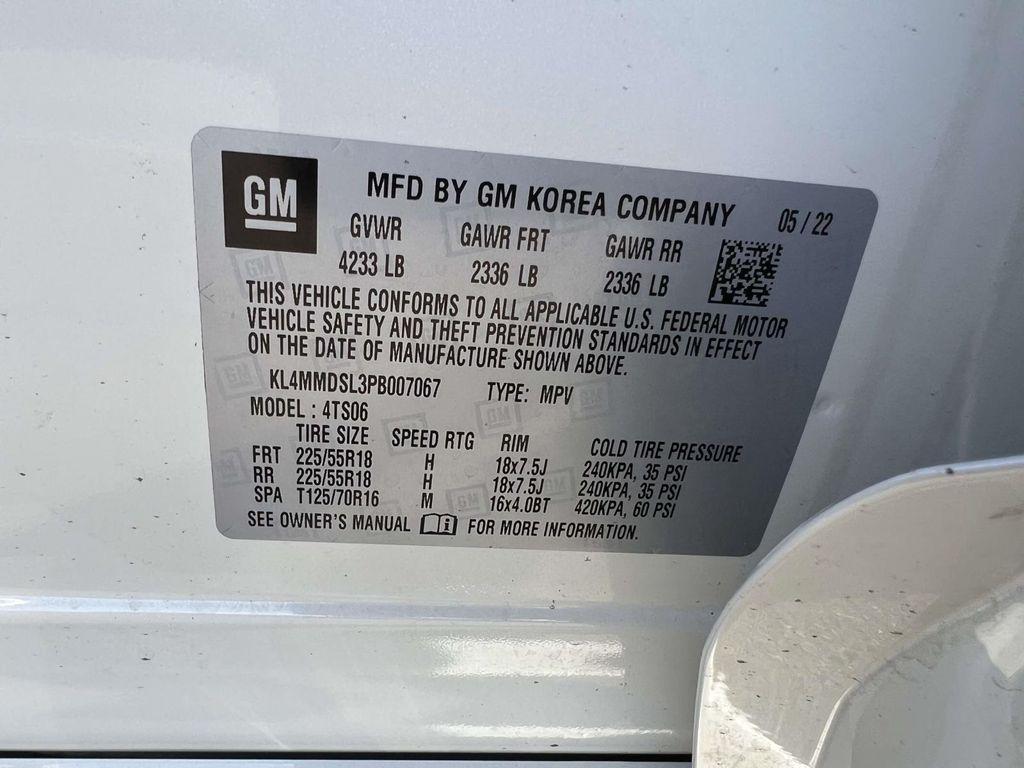 GM MFD BY GM KOREA COMPANY 05/22
GVWR GAWR FRT GAWR RR
4233 LB 2336 LB 2336 LB
THIS VEHICLE CONFORMS TO ALL APPLICABLE U.S. FEDERAL MOTOR
VEHICLE SAFETY AND THEFT PREVENTION STANDARDS IN EFFECT
ON THE DATE OF MANUFACTURE SHOWN ABOVE.
KL4MMDSL3PB007067 TYPE: MPV
MODEL : 4TS06
TIRE SIZE SPEED RTG RIM COLD TIRE PRESSURE
FRT 225/55R18 H 18x7.5J 240KPA, 35 PSI
RR 225/55R18 H 18x7.5J 240KPA, 35 PSI
SPA T125/70R16 M 16x4.0BT 420KPA, 60 PSI
SEE OWNER'S MANUAL FOR MORE INFORMATION.